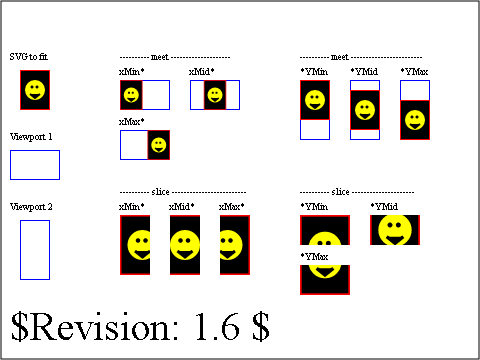 SVG to fit
Viewport 1
Viewport 2
---------- meet --------------------
xMin* xMid*
xMax*
---------- meet --------------------------
*YMin *YMid *YMax
---------- slice ----------------------
xMin* xMid* xMax*
---------- slice ---------------------
*YMin *YMid
*YMax
$Revision: 1.6 $